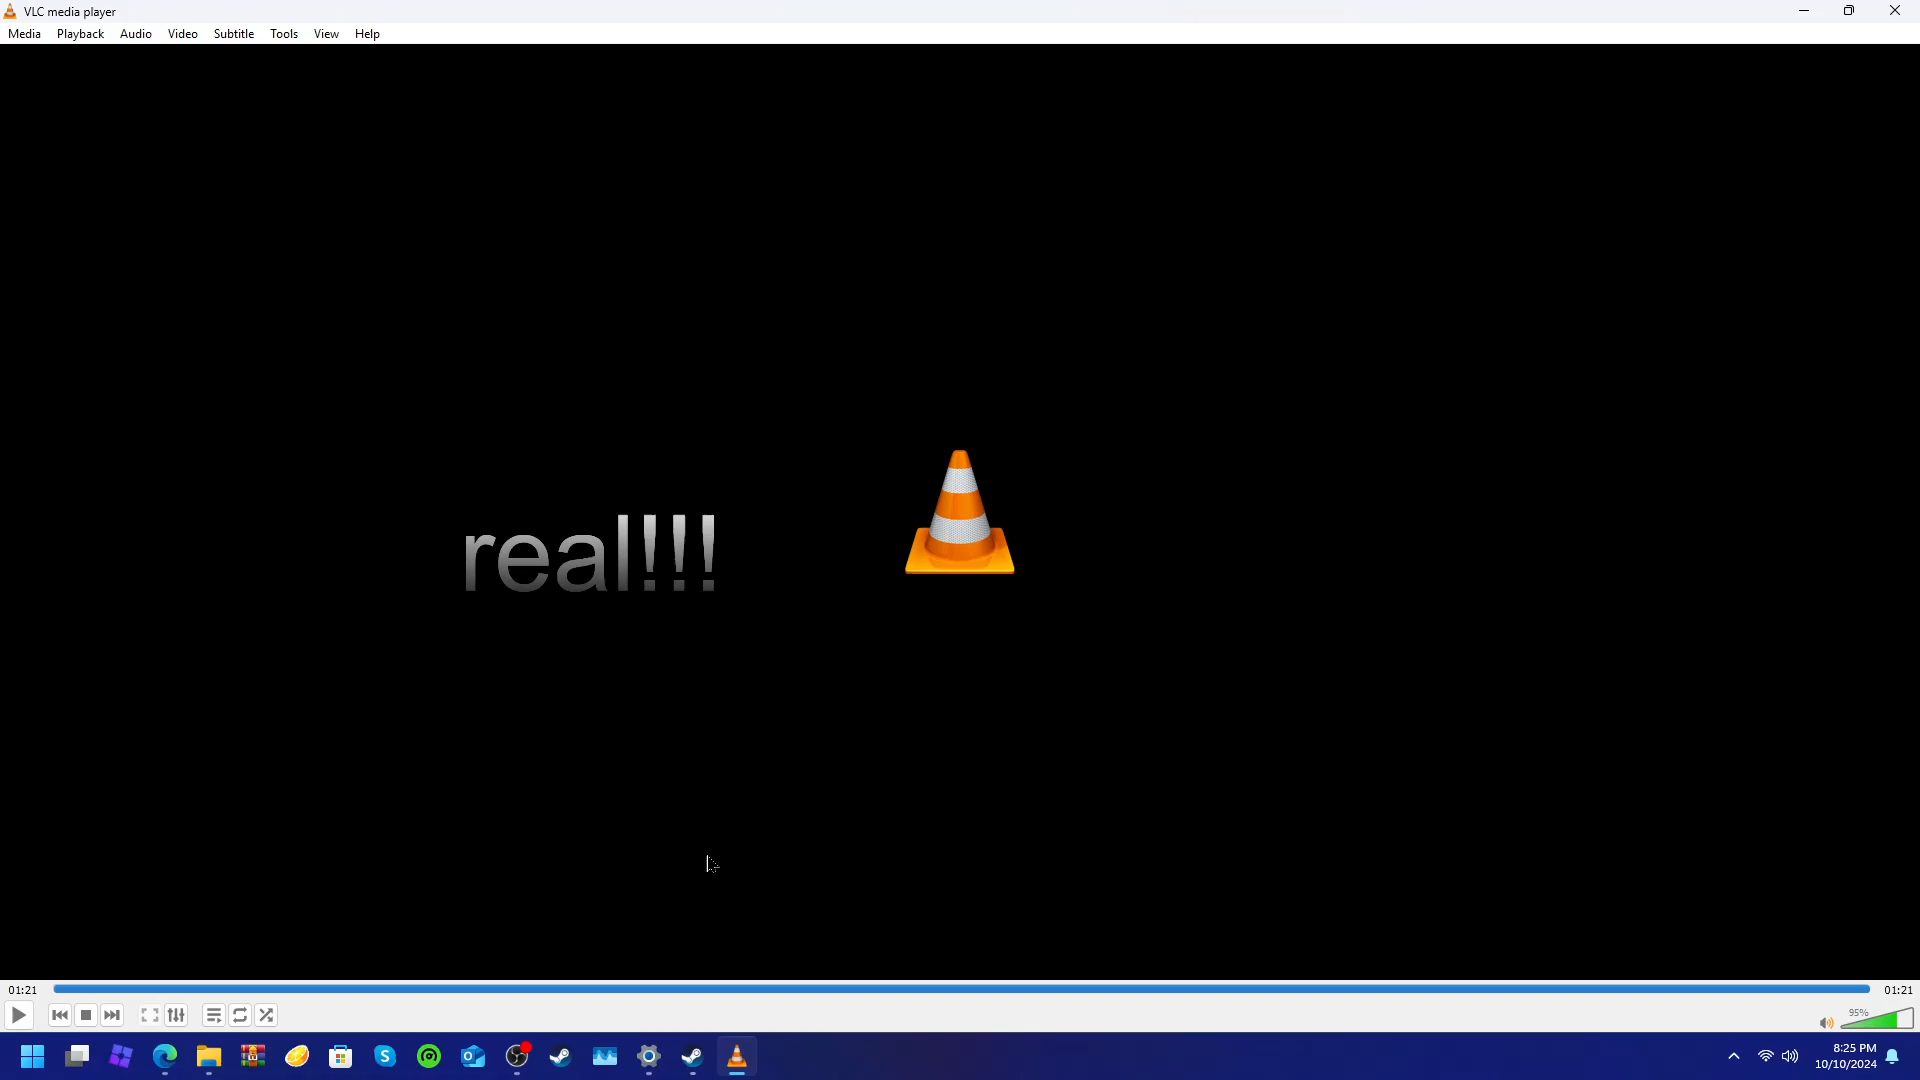 VLC media player
Media Playback Audio Video Subtitle Tools View Help
real!!!
01:21 01:21
95%
8:25 PM
10/10/2024